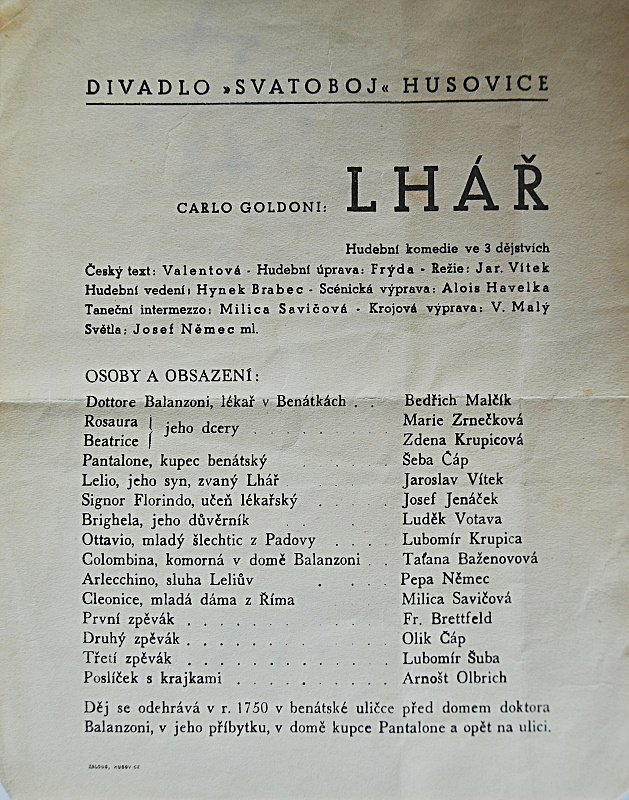 DIVADLO »SVATOBOJ« HUSOVICE
CARLO GOLDONI: LHÁŘ
Hudební komedie ve 3 dějstvích
Český text: Valentová - Hudební úprava: Frýda - Režie: Jar. Vítek
Hudební vedení: Hynek Brabec - Scénická výprava: Alois Havelka
Taneční intermezzo: Milica Savičová - Krojová výprava: V. Malý
Světla: Josef Němec ml.
OSOBY A OBSAZENÍ:
Dottore Balanzoni, lékař v Benátkách . . Bedřich Malčík
Rosaura } jeho dcery . . . . . Marie Zrnečková
Beatrice } Zdena Krupicová
Pantalone, kupec benátský . . . . . Šeba Čáp
Lelio, jeho syn, zvaný Lhář . . . . . Jaroslav Vítek
Signor Florindo, učeň lékařský . . . . Josef Jenáček
Brighela, jeho důvěrník . . . . Luděk Votava
Ottavio, mladý šlechtic z Padovy . . . . Lubomír Krupica
Colombina, komorná v domě Balanzoni . . Taťana Baženovová
Arlecchino, sluha Leliův . . . Pepa Němec
Cleonice, mladá dáma z Říma Milica Savičová
První zpěvák . . . . . . . . . . Fr. Brettfeld
Druhý zpěvák . . . . . . . . . . Olik Čáp
Třetí zpěvák . . . . . . . . . . Lubomír Šuba
Poslíček s krajkami . . . . . . . Arnošt Olbrich
Děj se odehrává v r. 1750 v benátské uličce před domem doktora
Balanzoni, v jeho příbytku, v domě kupce Pantalone a opět na ulici.